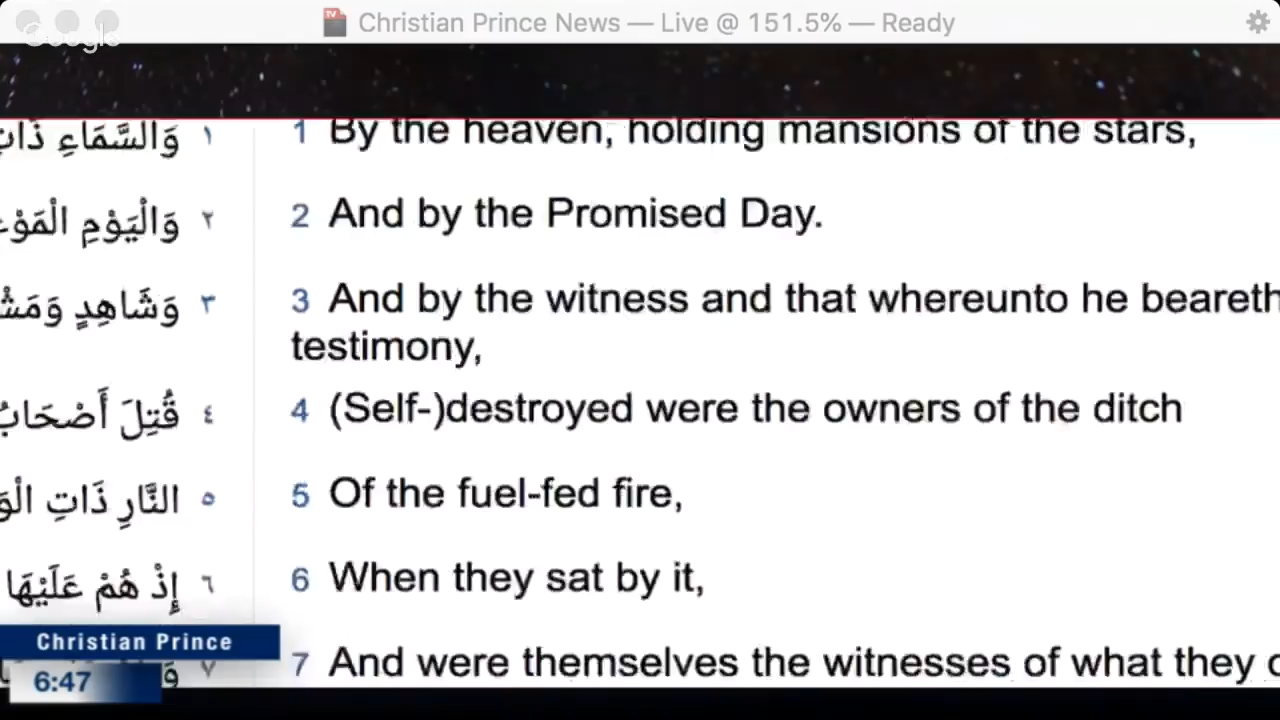 Christian Prince News — Live @ 151.5% — Ready
Google
وَالسَّمَاءِ ١
1 By the heaven, holding mansions of the stars,
وَالْيَوْمِ ٢
2 And by the Promised Day.
وَشَاهِدٍ ٣
3 And by the witness and that whereunto he beareth
testimony,
قُتِلَ ٤
4 (Self-)destroyed were the owners of the ditch
النَّارِ ذَاتِ ٥
5 Of the fuel-fed fire,
إِذْ هُمْ عَلَيْهَا ٦
6 When they sat by it,
٧
7 And were themselves the witnesses of what they
Christian Prince
6:47